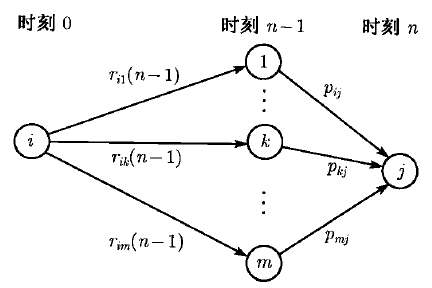 时刻 0 时刻 n−1 时刻 n
1
r_{i1}(n−1)
p_{ij}
⋮
i
k
r_{ik}(n−1)
p_{kj}
j
⋮
r_{im}(n−1)
p_{mj}
m